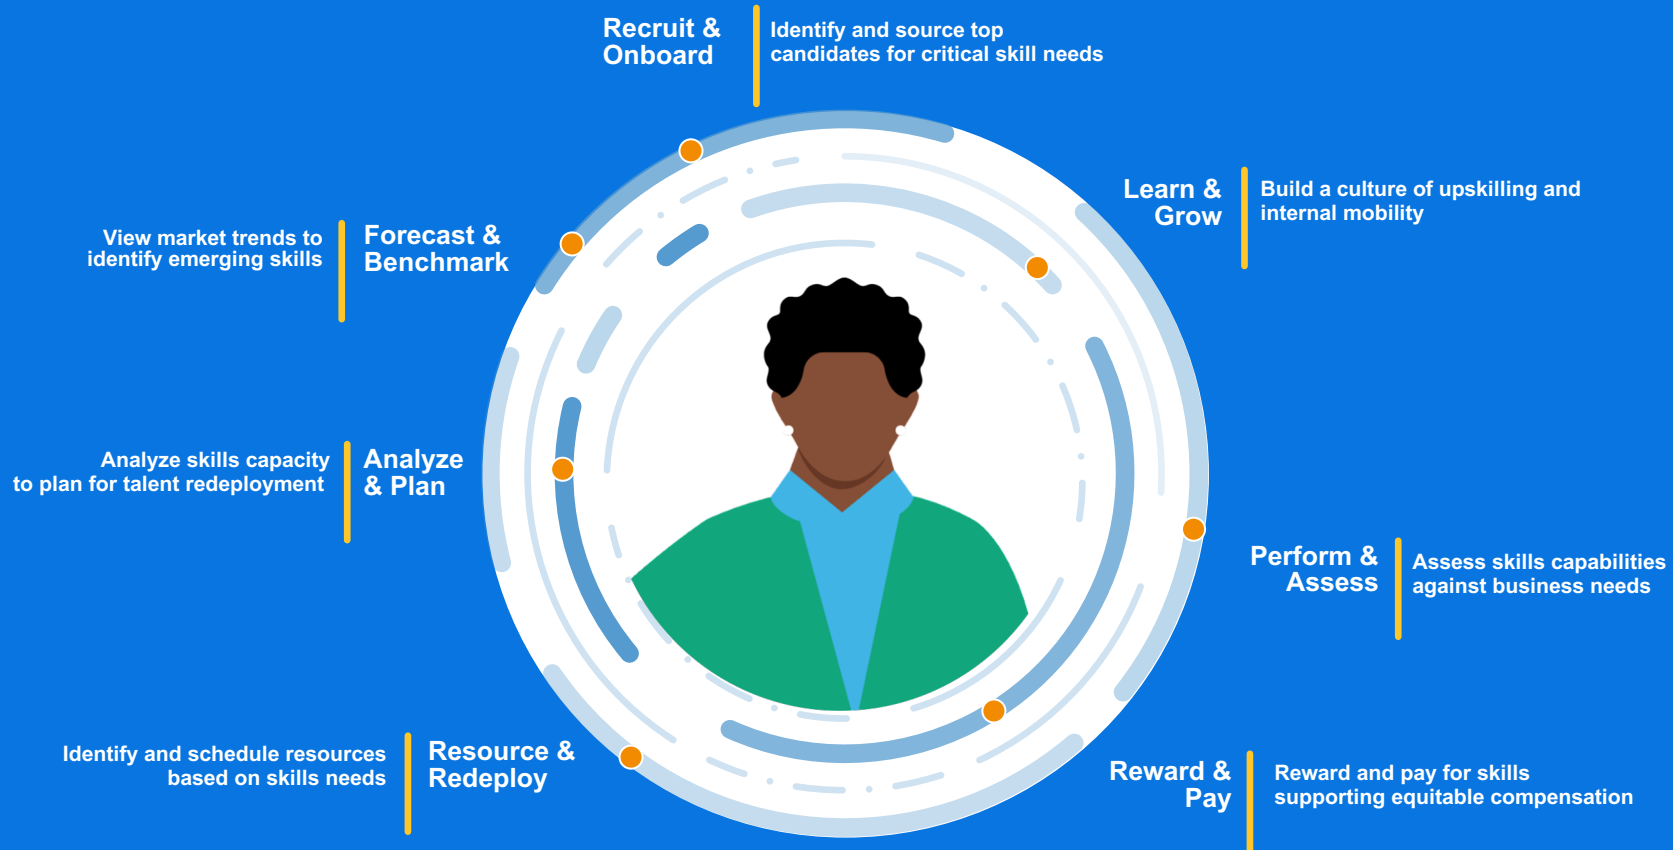 Recruit &
Onboard
Identify and source top
candidates for critical skill needs
Learn &
Grow
Build a culture of upskilling and
internal mobility
View market trends to
identify emerging skills
Forecast &
Benchmark
Analyze skills capacity
to plan for talent redeployment
Analyze
& Plan
Perform &
Assess
Assess skills capabilities
against business needs
Identify and schedule resources
based on skills needs
Resource &
Redeploy
Reward &
Pay
Reward and pay for skills
supporting equitable compensation